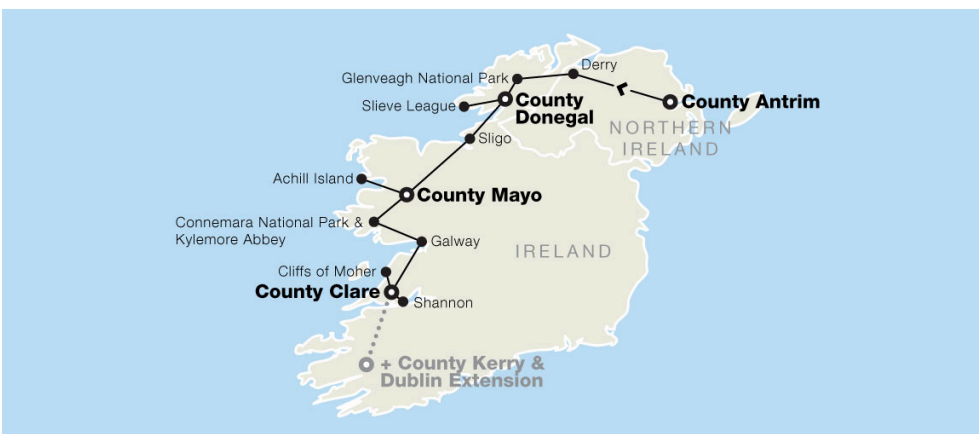 Derry
Glenveagh National Park
Slieve League
County
Donegal
County Antrim
NORTHERN
IRELAND
Sligo
Achill Island
County Mayo
Connemara National Park &
Kylemore Abbey
Galway
IRELAND
Cliffs of Moher
County Clare
Shannon
+ County Kerry &
Dublin Extension